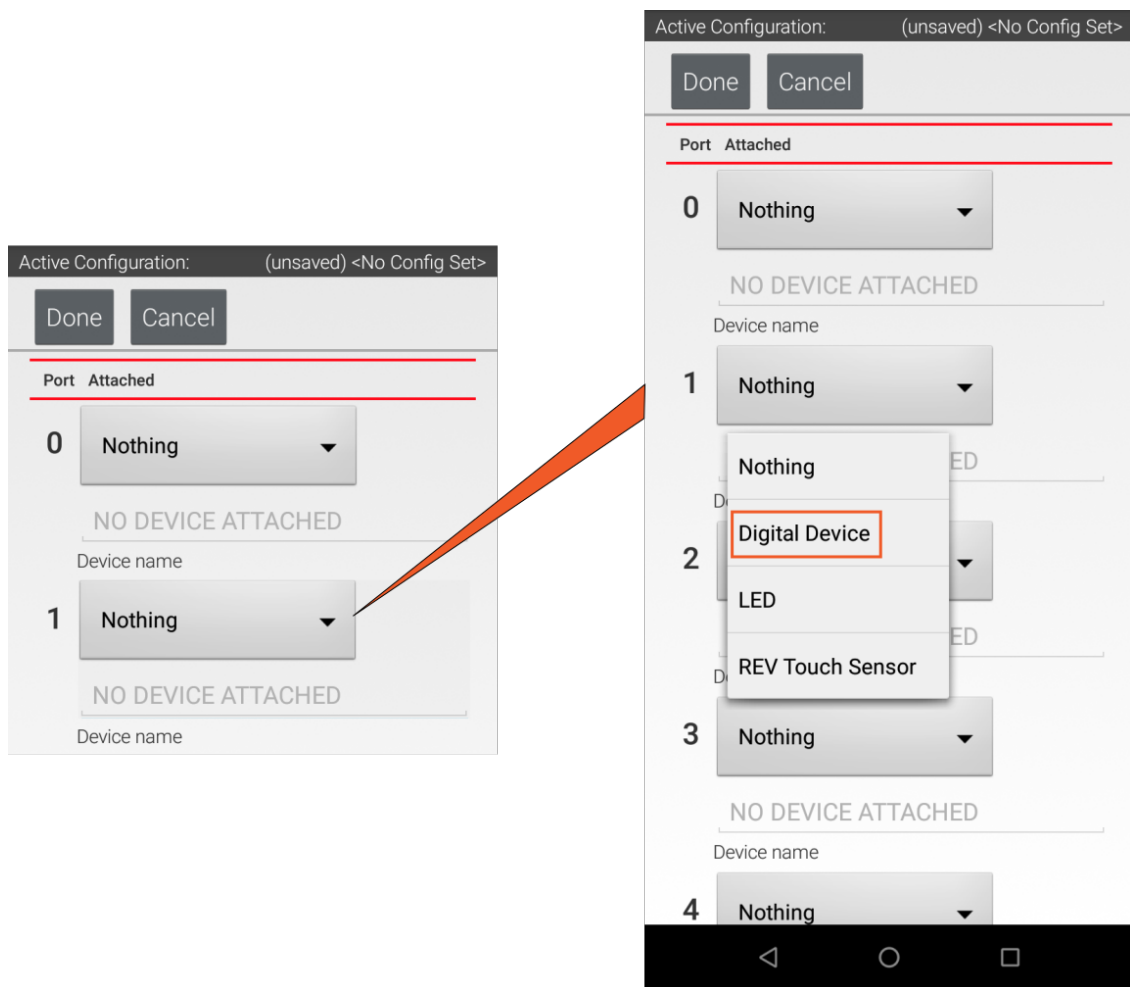 Active Configuration: (unsaved) <No Config Set>
Done Cancel
Port Attached
0 Nothing
NO DEVICE ATTACHED
Device name
1 Nothing
NO DEVICE ATTACHED
Device name
Active Configuration: (unsaved) <No Config Set>
Done Cancel
Port Attached
0 Nothing
NO DEVICE ATTACHED
Device name
1 Nothing
Nothing
Digital Device
2
LED
REV Touch Sensor
3 Nothing
NO DEVICE ATTACHED
Device name
4 Nothing